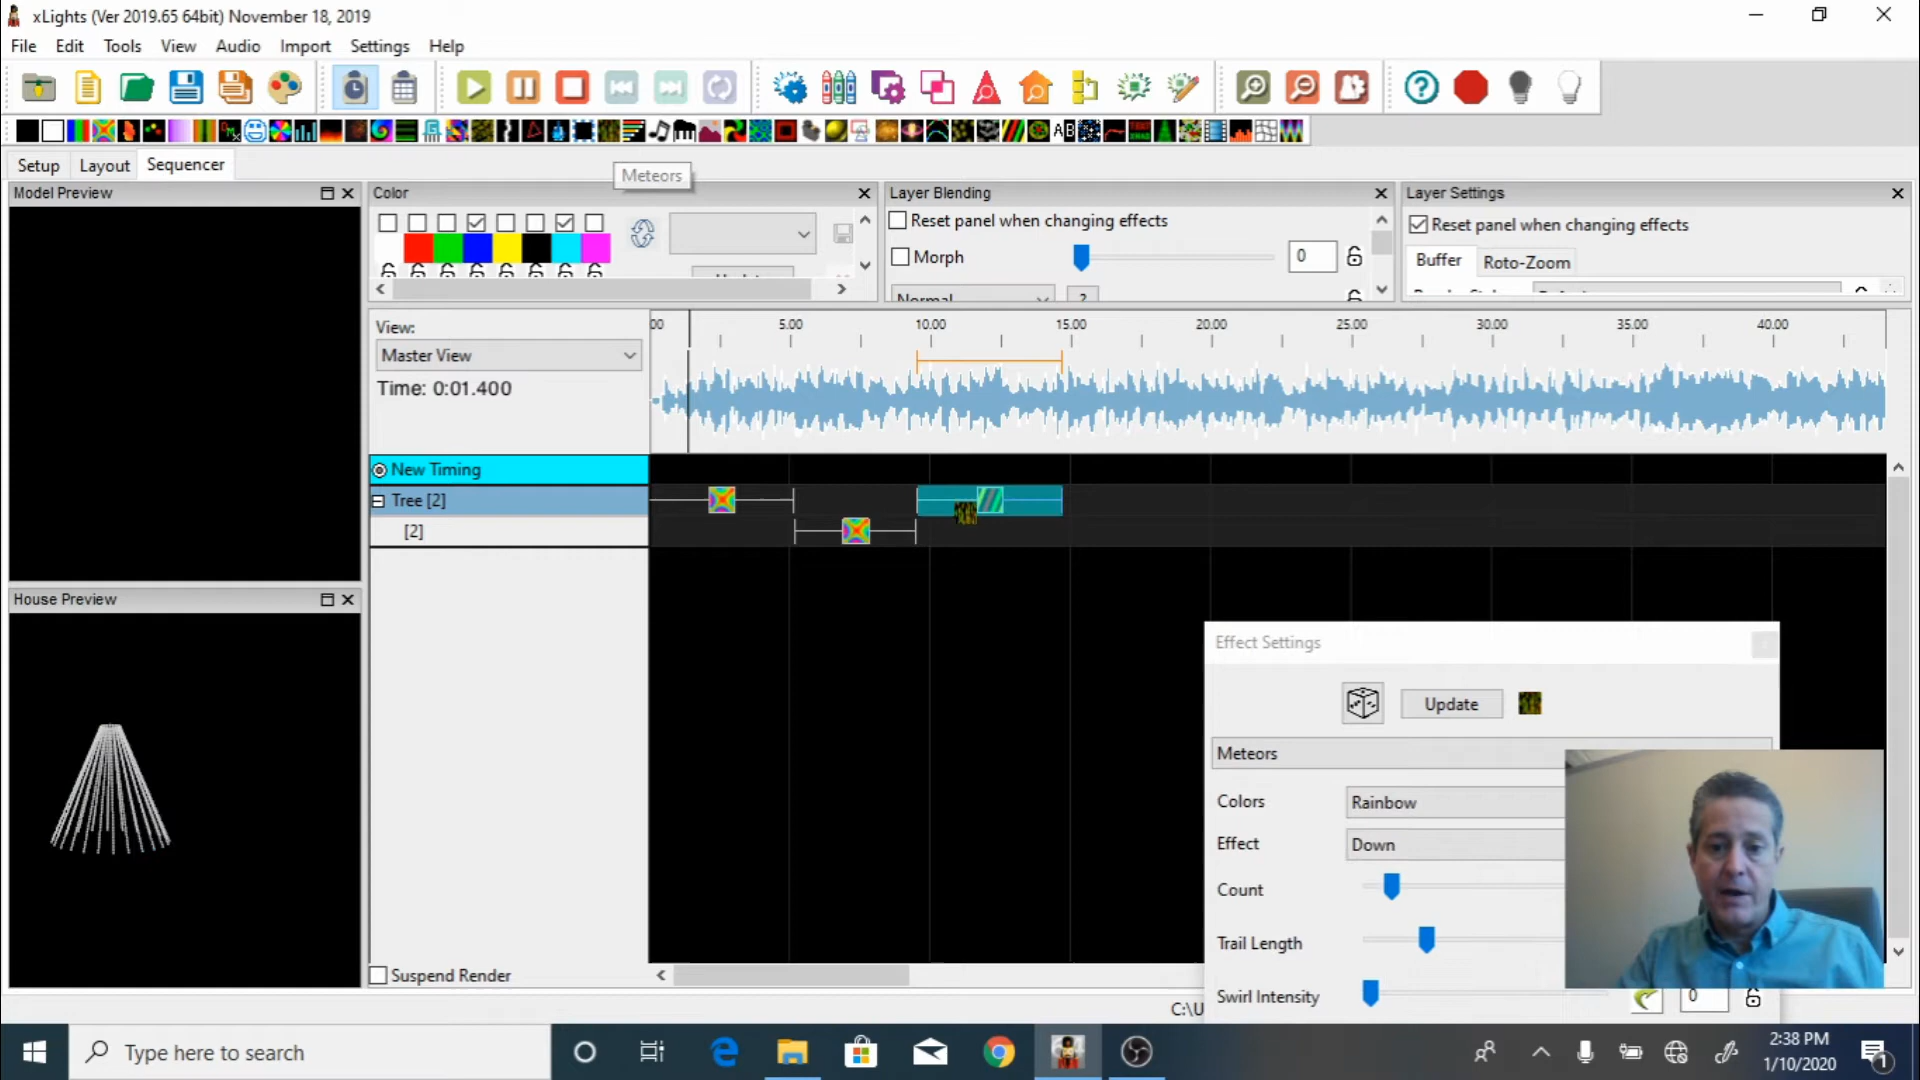 xLights (Ver 2019.65 64bit) November 18, 2019
File Edit Tools View Audio Import Settings Help
AB
Setup Layout Sequencer
Meteors
Model Preview
Color
Layer Blending
Layer Settings
Reset panel when changing effects
Reset panel when changing effects
Morph
0
Buffer
Roto-Zoom
Normal
?
View:
Master View
Time: 0:01.400
00 5.00 10.00 15.00 20.00 25.00 30.00 35.00 40.00
New Timing
Tree [2]
[2]
House Preview
Effect Settings
Update
Meteors
Colors
Rainbow
Effect
Down
Count
Trail Length
Swirl Intensity
0
Suspend Render
C:\U
Type here to search
2:38 PM
1/10/2020
1